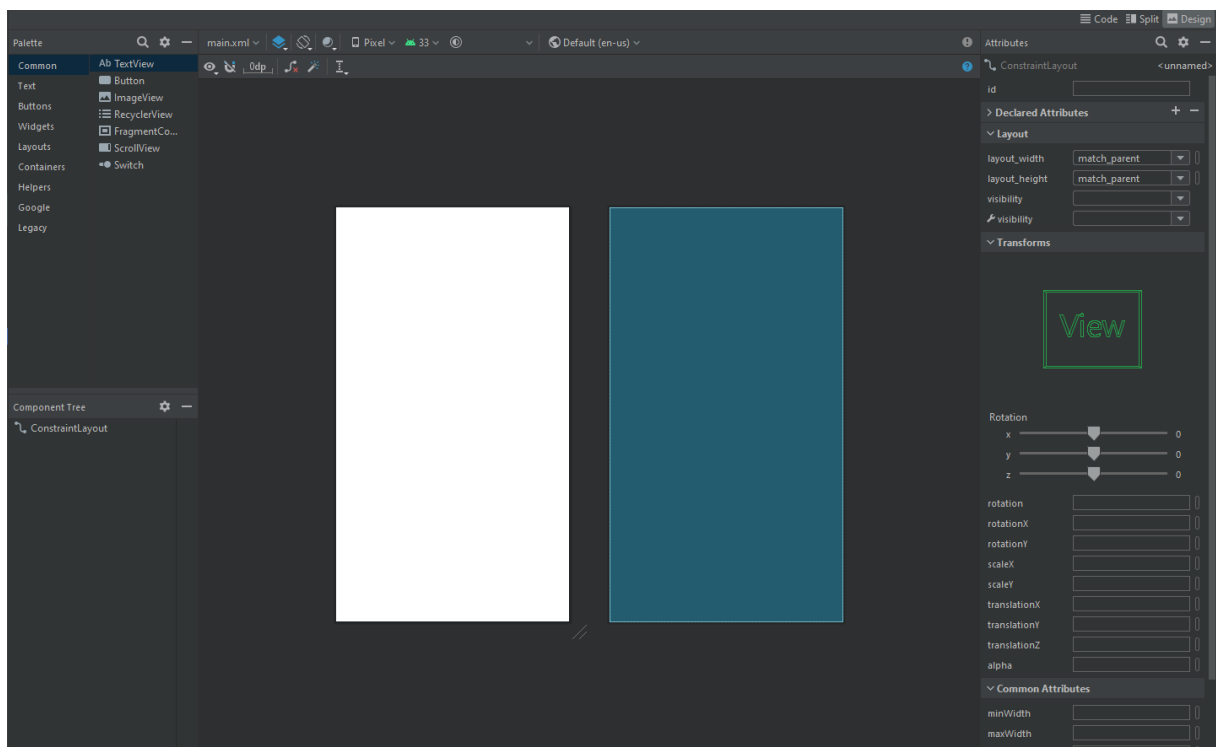 Code Split Design
Palette
main.xml Pixel 33 Default (en-us)
Attributes
Common
Text
Buttons
Widgets
Layouts
Containers
Helpers
Google
Legacy
Ab TextView
Button
ImageView
RecyclerView
FragmentCo...
ScrollView
Switch
0dp
Component Tree
ConstraintLayout
ConstraintLayout <unnamed>
id
Declared Attributes
Layout
layout_width match_parent
layout_height match_parent
visibility
visibility
Transforms
View
Rotation
x 0
y 0
z 0
rotation
rotationX
rotationY
scaleX
scaleY
translationX
translationY
translationZ
alpha
Common Attributes
minWidth
maxWidth